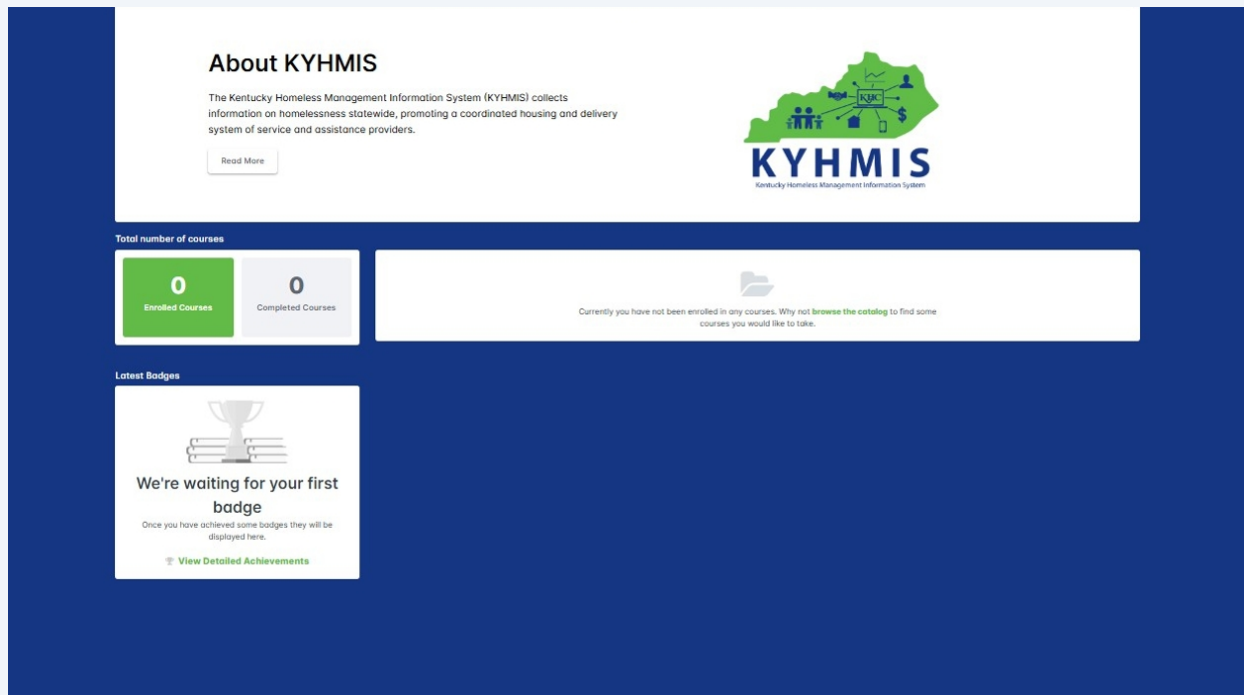 About KYHMIS
The Kentucky Homeless Management Information System (KYHMIS) collects
information on homelessness statewide, promoting a coordinated housing and delivery
system of service and assistance providers.
Read More
KHC
$
KYHMIS
Kentucky Homeless Management Information System
Total number of courses
0
Enrolled Courses
0
Completed Courses
Currently you have not been enrolled in any courses. Why not browse the catalog to find some
courses you would like to take.
Latest Badges
We're waiting for your first
badge
Once you have achieved some badges they will be
displayed here.
View Detailed Achievements